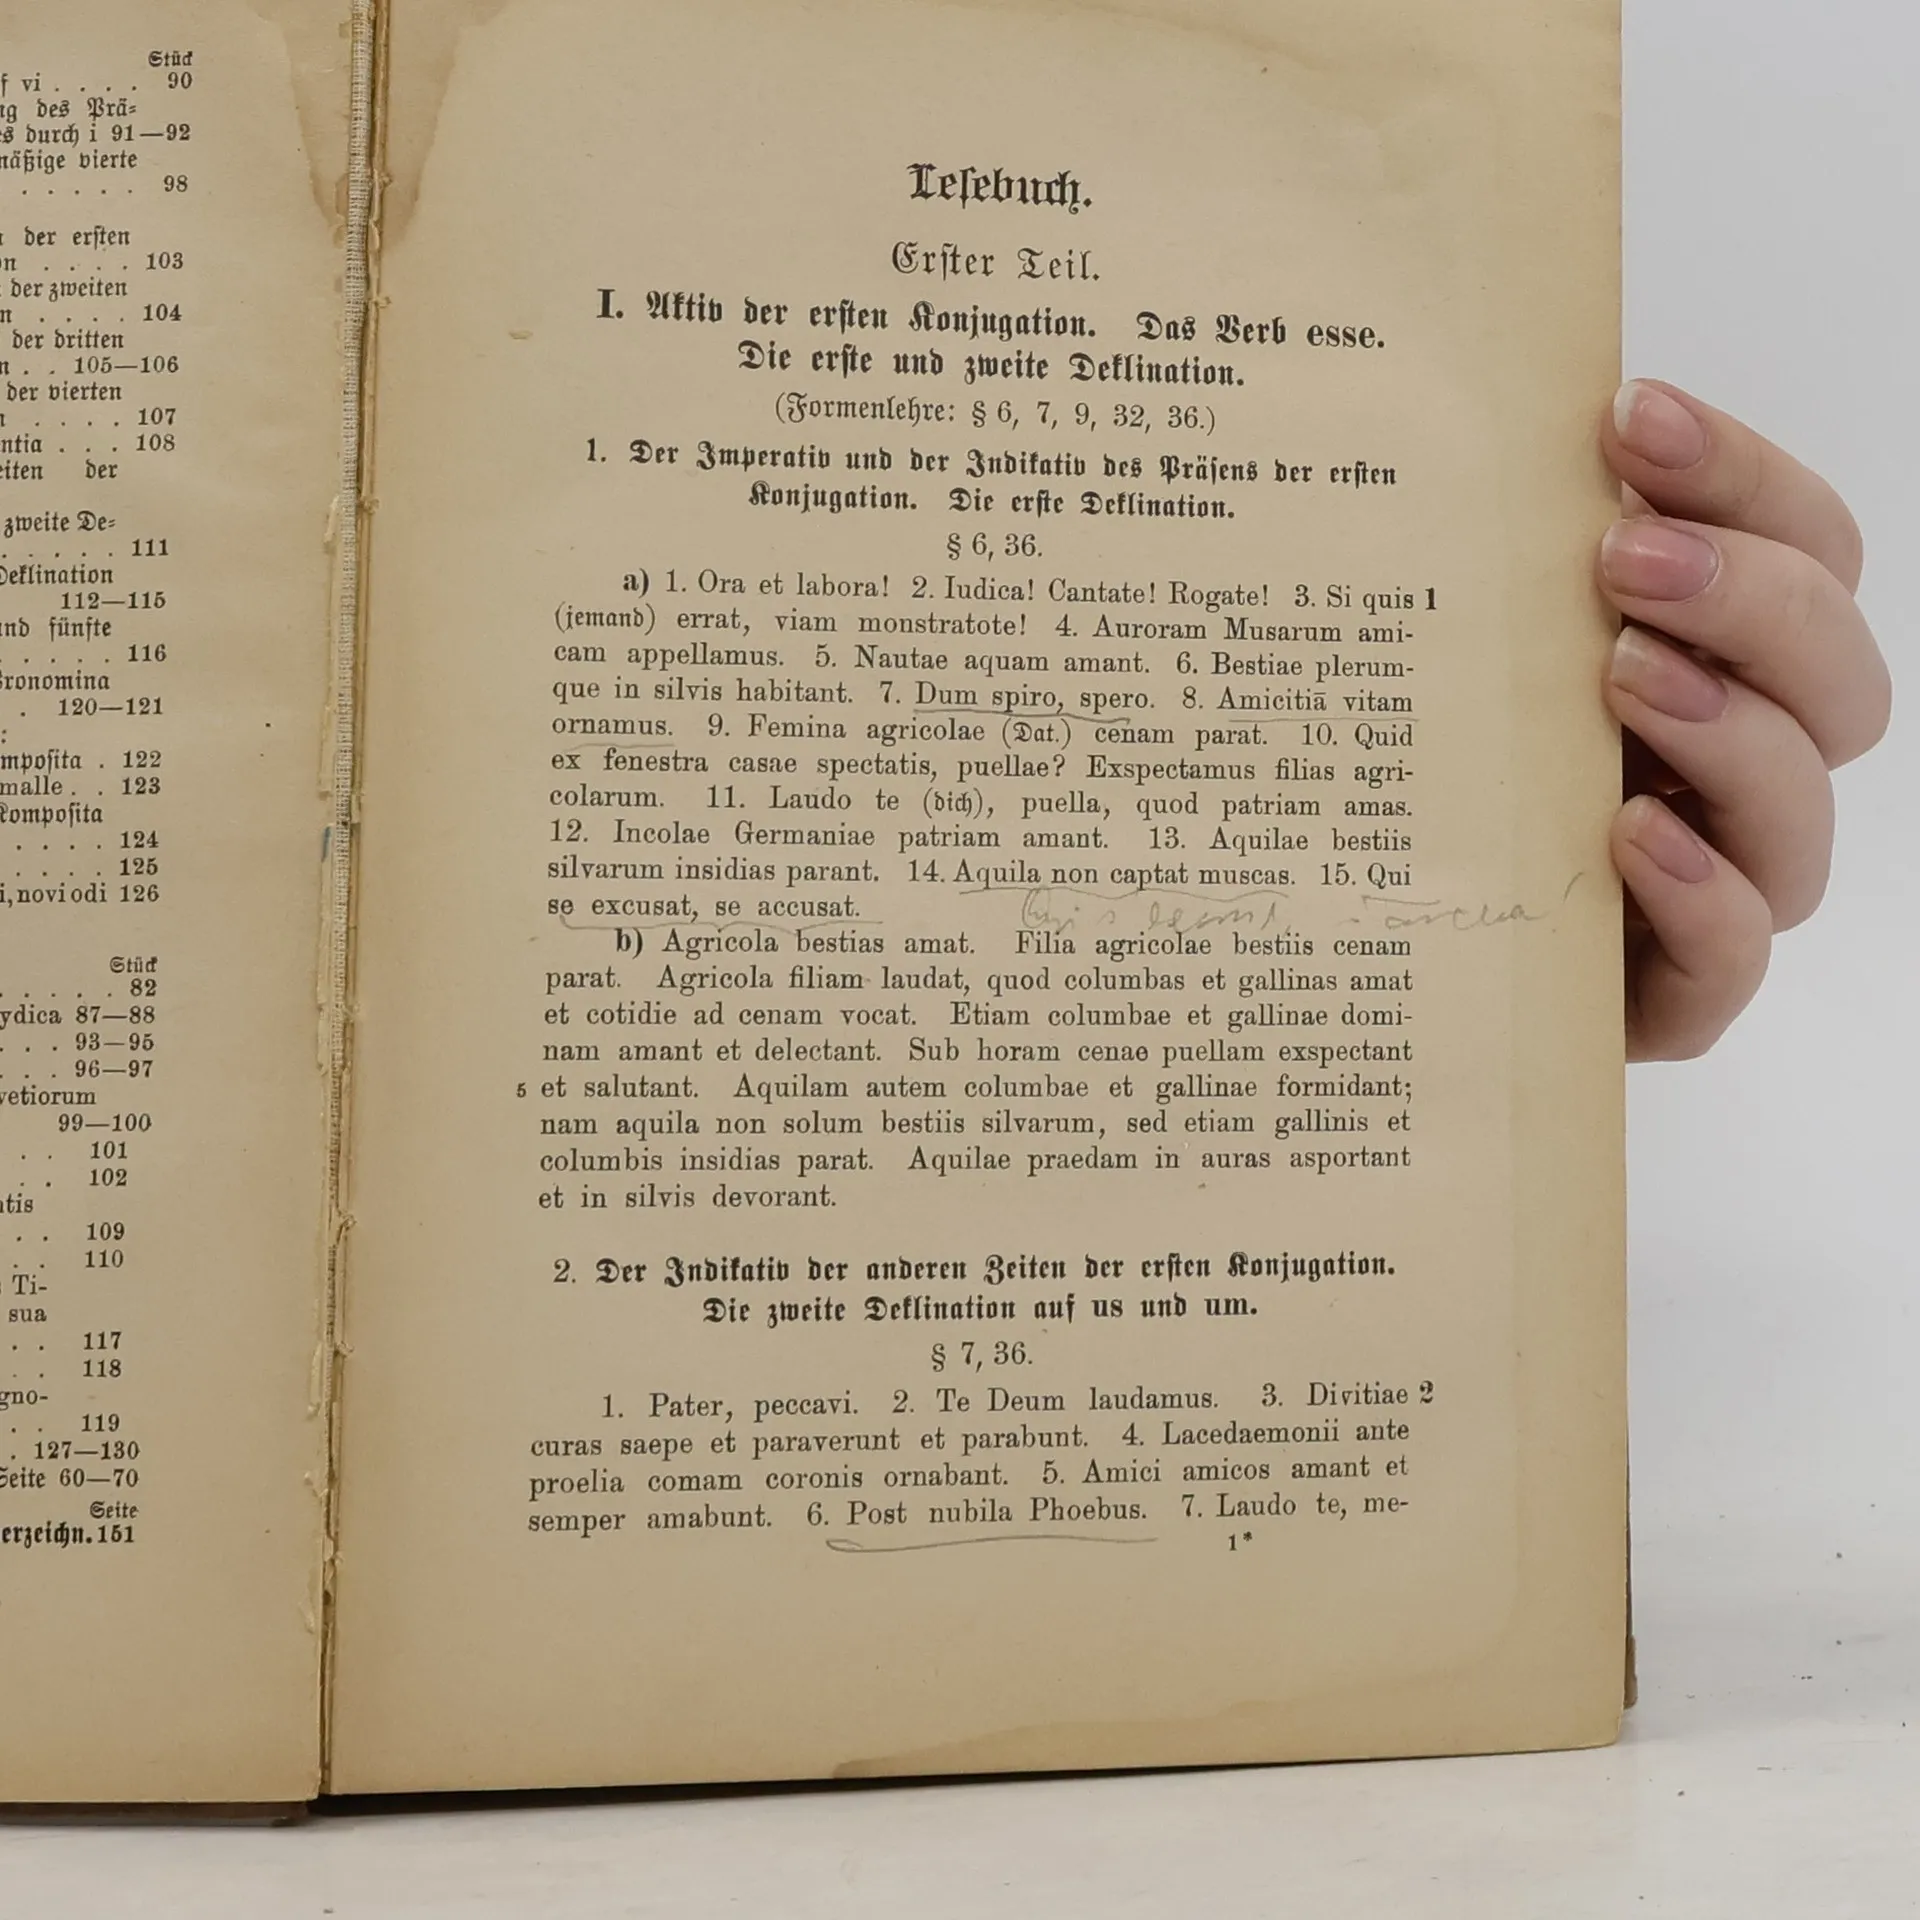 Stück
f vi . . . . 90
ng des Prä=
es durch i 91—92
mäßige vierte
. . . . . 98
der ersten
. . . . 103
der zweiten
. . . . 104
der dritten
. . 105—106
der vierten
. . . . 107
ntia . . . 108
eiten der
zweite De=
. . . . . 111
Deklination
112—115
und fünfte
. . . . . 116
Pronomina
. 120—121
:
mposita . 122
malle . . 123
Komposita
. . . . 124
. . . . . 125
i, novi odi 126
Stück
. . . . . 82
ydica 87—88
. . . 93—95
. . . 96—97
vetiorum
99—100
. . 101
. . 102
atis
. . 109
. . 110
Ti-
sua
. . 117
. . 118
gno-
. . 119
. 127—130
Seite 60—70
Seite
erzeichn. 151
Lesebuch.
Erster Teil.
I. Aktiv der ersten Konjugation. Das Verb esse.
Die erste und zweite Deklination.
(Formenlehre: § 6, 7, 9, 32, 36.)
1. Der Imperativ und der Indikativ des Präsens der ersten
Konjugation. Die erste Deklination.
§ 6, 36.
a) 1. Ora et labora! 2. Iudica! Cantate! Rogate! 3. Si quis 1
(jemand) errat, viam monstratote! 4. Auroram Musarum ami-
cam appellamus. 5. Nautae aquam amant. 6. Bestiae plerum-
que in silvis habitant. 7. Dum spiro, spero. 8. Amicitiā vitam
ornamus. 9. Femina agricolae (Dat.) cenam parat. 10. Quid
ex fenestra casae spectatis, puellae? Exspectamus filias agri-
colarum. 11. Laudo te (dich), puella, quod patriam amas.
12. Incolae Germaniae patriam amant. 13. Aquilae bestiis
silvarum insidias parant. 14. Aquila non captat muscas. 15. Qui
se excusat, se accusat.
b) Agricola bestias amat. Filia agricolae bestiis cenam
parat. Agricola filiam laudat, quod columbas et gallinas amat
et cotidie ad cenam vocat. Etiam columbae et gallinae domi-
nam amant et delectant. Sub horam cenae puellam exspectant
5 et salutant. Aquilam autem columbae et gallinae formidant;
nam aquila non solum bestiis silvarum, sed etiam gallinis et
columbis insidias parat. Aquilae praedam in auras asportant
et in silvis devorant.
2. Der Indikativ der anderen Zeiten der ersten Konjugation.
Die zweite Deklination auf us und um.
§ 7, 36.
1. Pater, peccavi. 2. Te Deum laudamus. 3. Divitiae 2
curas saepe et paraverunt et parabunt. 4. Lacedaemonii ante
proelia comam coronis ornabant. 5. Amici amicos amant et
semper amabunt. 6. Post nubila Phoebus. 7. Laudo te, me-
1*